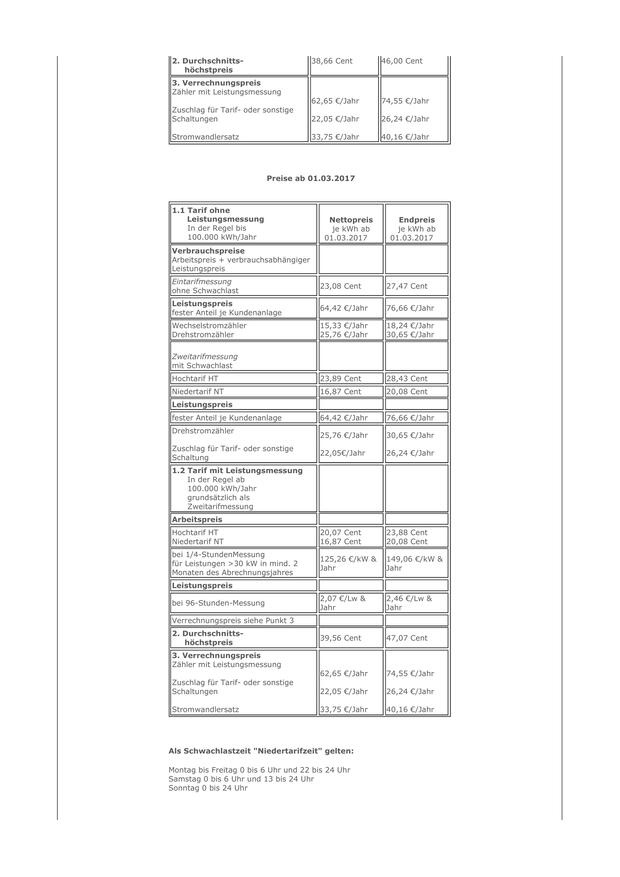 2. Durchschnitts- 38,66 Cent 46,00 Cent
höchstpreis
3. Verrechnungspreis
Zähler mit Leistungsmessung
62,65 €/Jahr 74,55 €/Jahr
Zuschlag für Tarif- oder sonstige
Schaltungen 22,05 €/Jahr 26,24 €/Jahr
Stromwandlersatz 33,75 €/Jahr 40,16 €/Jahr
Preise ab 01.03.2017
1.1 Tarif ohne
Leistungsmessung Nettopreis Endpreis
In der Regel bis je kWh ab je kWh ab
100.000 kWh/Jahr 01.03.2017 01.03.2017
Verbrauchspreise
Arbeitspreis + verbrauchsabhängiger
Leistungspreis
Eintarifmessung
ohne Schwachlast 23,08 Cent 27,47 Cent
Leistungspreis
fester Anteil je Kundenanlage 64,42 €/Jahr 76,66 €/Jahr
Wechselstromzähler 15,33 €/Jahr 18,24 €/Jahr
Drehstromzähler 25,76 €/Jahr 30,65 €/Jahr
Zweitarifmessung
mit Schwachlast
Hochtarif HT 23,89 Cent 28,43 Cent
Niedertarif NT 16,87 Cent 20,08 Cent
Leistungspreis
fester Anteil je Kundenanlage 64,42 €/Jahr 76,66 €/Jahr
Drehstromzähler 25,76 €/Jahr 30,65 €/Jahr
Zuschlag für Tarif- oder sonstige 22,05€/Jahr 26,24 €/Jahr
Schaltung
1.2 Tarif mit Leistungsmessung
In der Regel ab
100.000 kWh/Jahr
grundsätzlich als
Zweitarifmessung
Arbeitspreis
Hochtarif HT 20,07 Cent 23,88 Cent
Niedertarif NT 16,87 Cent 20,08 Cent
bei 1/4-StundenMessung
für Leistungen >30 kW in mind. 2 125,26 €/kW & 149,06 €/kW &
Monaten des Abrechnungsjahres Jahr Jahr
Leistungspreis
bei 96-Stunden-Messung 2,07 €/Lw & 2,46 €/Lw &
Jahr Jahr
Verrechnungspreis siehe Punkt 3
2. Durchschnitts- 39,56 Cent 47,07 Cent
höchstpreis
3. Verrechnungspreis
Zähler mit Leistungsmessung
62,65 €/Jahr 74,55 €/Jahr
Zuschlag für Tarif- oder sonstige
Schaltungen 22,05 €/Jahr 26,24 €/Jahr
Stromwandlersatz 33,75 €/Jahr 40,16 €/Jahr
Als Schwachlastzeit "Niedertarifzeit" gelten:
Montag bis Freitag 0 bis 6 Uhr und 22 bis 24 Uhr
Samstag 0 bis 6 Uhr und 13 bis 24 Uhr
Sonntag 0 bis 24 Uhr